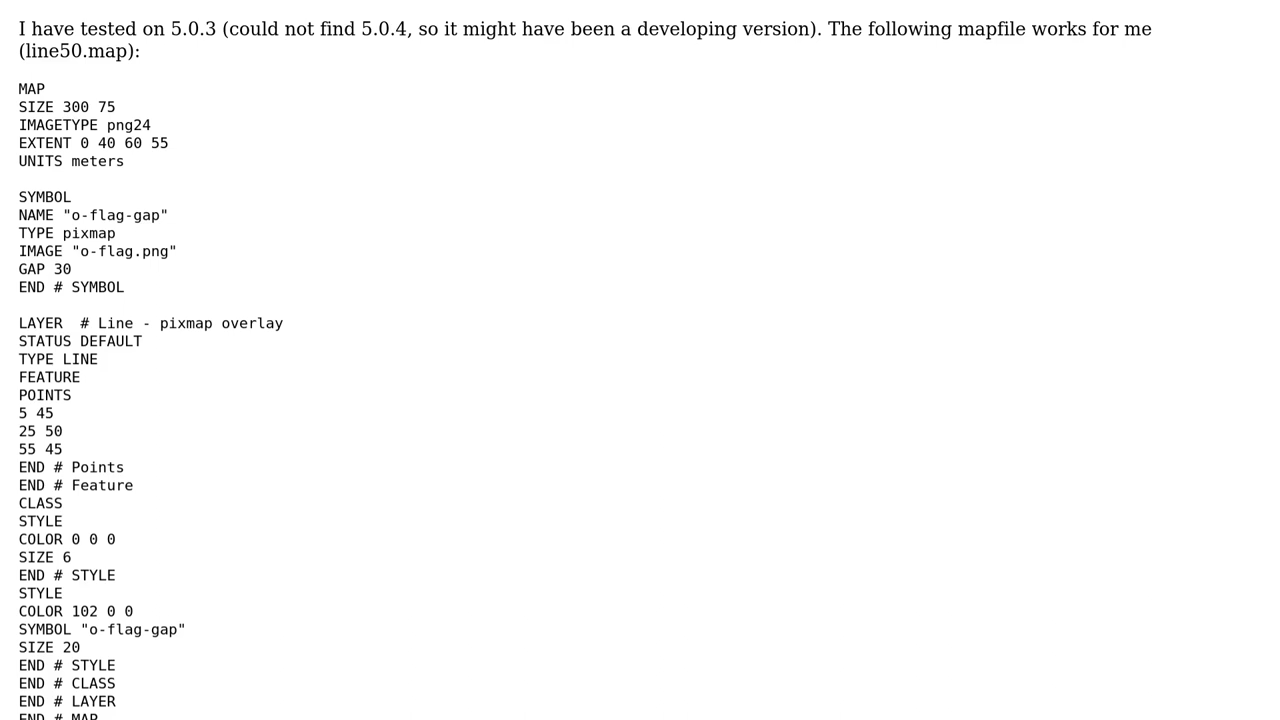 I have tested on 5.0.3 (could not find 5.0.4, so it might have been a developing version). The following mapfile works for me
(line50.map):
MAP
SIZE 300 75
IMAGETYPE png24
EXTENT 0 40 60 55
UNITS meters
SYMBOL
NAME "o-flag-gap"
TYPE pixmap
IMAGE "o-flag.png"
GAP 30
END # SYMBOL
LAYER  # Line - pixmap overlay
STATUS DEFAULT
TYPE LINE
FEATURE
POINTS
5 45
25 50
55 45
END # Points
END # Feature
CLASS
STYLE
COLOR 0 0 0
SIZE 6
END # STYLE
STYLE
COLOR 102 0 0
SYMBOL "o-flag-gap"
SIZE 20
END # STYLE
END # CLASS
END # LAYER
END # MAP